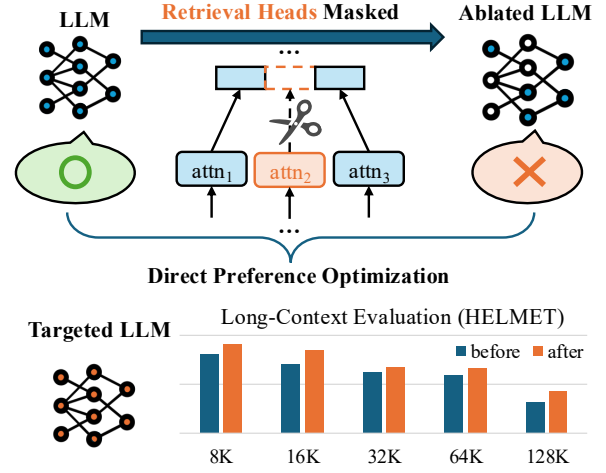 LLM
Retrieval Heads Masked
Ablated LLM
...
attn1
attn2
attn3
...
Direct Preference Optimization
Targeted LLM
Long-Context Evaluation (HELMET)
before
after
8K
16K
32K
64K
128K